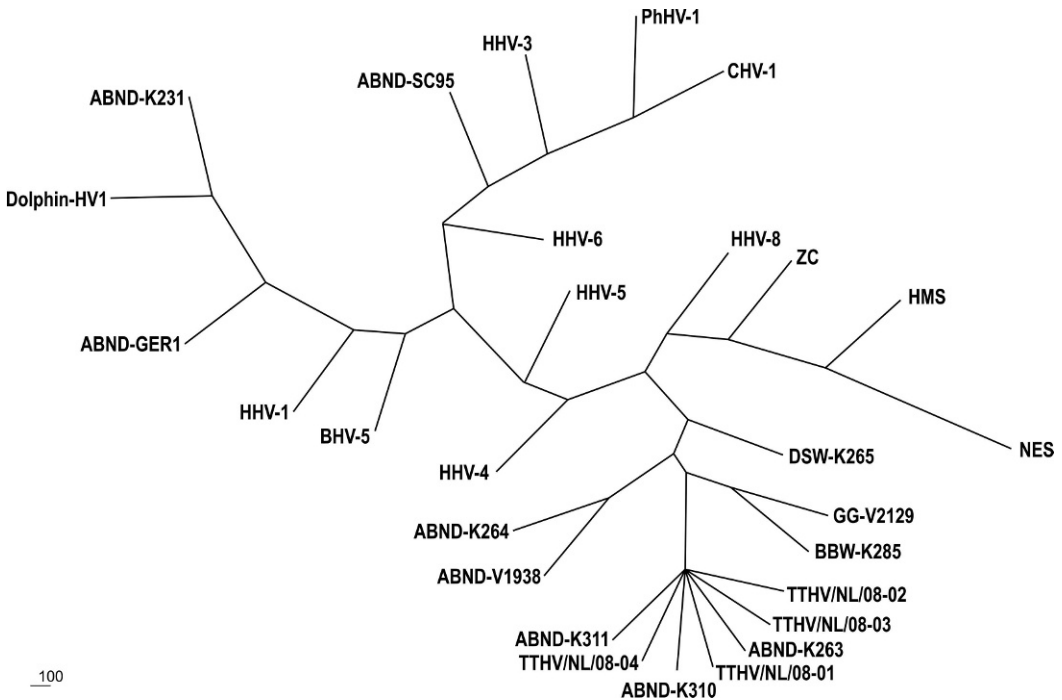 PhHV-1
HHV-3
CHV-1
ABND-SC95
ABND-K231
Dolphin-HV1
HHV-6
HHV-8
ZC
HHV-5
HMS
ABND-GER1
HHV-1
BHV-5
NES
DSW-K265
HHV-4
GG-V2129
ABND-K264
BBW-K285
ABND-V1938
TTHV/NL/08-02
TTHV/NL/08-03
ABND-K311
ABND-K263
TTHV/NL/08-04
TTHV/NL/08-01
ABND-K310
100